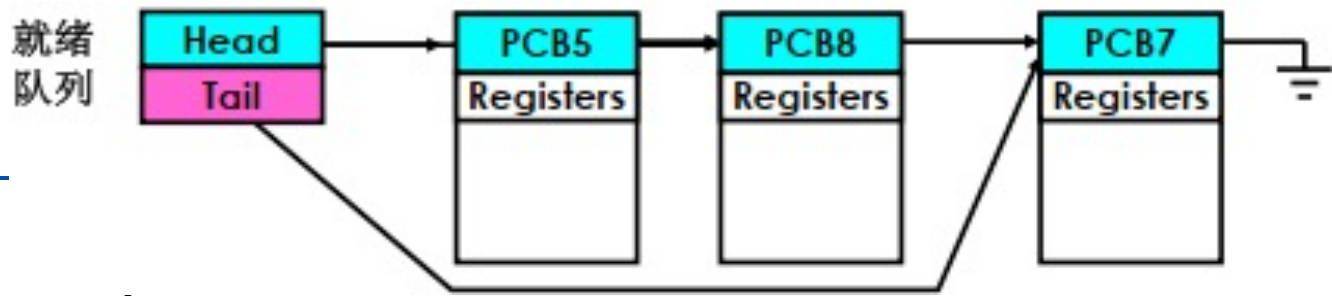 就绪
队列
Head
Tail
PCB5
Registers
PCB8
Registers
PCB7
Registers